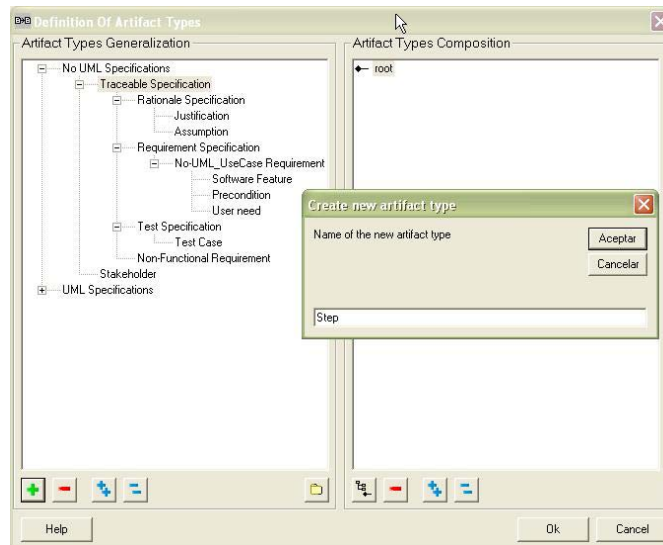 Definition Of Artifact Types
Artifact Types Generalization
No UML Specifications
Traceable Specification
Rationale Specification
Justification
Assumption
Requirement Specification
No-UML_UseCase Requirement
Software Feature
Precondition
User need
Test Specification
Test Case
Non-Functional Requirement
Stakeholder
UML Specifications
Artifact Types Composition
root
Create new artifact type
Name of the new artifact type
Aceptar
Cancelar
Step
Help
Ok
Cancel